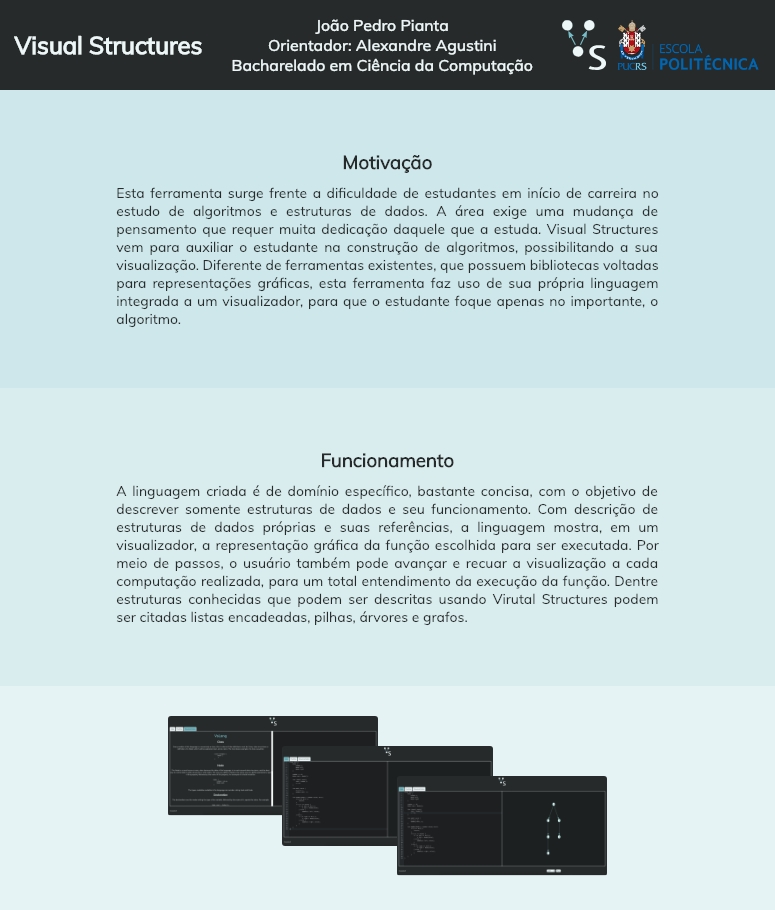 Visual Structures
João Pedro Pianta
Orientador: Alexandre Agustini
Bacharelado em Ciência da Computação
S
PUCRS
ESCOLA
POLITÉCNICA
Motivação
Esta ferramenta surge frente a dificuldade de estudantes em início de carreira no
estudo de algoritmos e estruturas de dados. A área exige uma mudança de
pensamento que requer muita dedicação daquele que a estuda. Visual Structures
vem para auxiliar o estudante na construção de algoritmos, possibilitando a sua
visualização. Diferente de ferramentas existentes, que possuem bibliotecas voltadas
para representações gráficas, esta ferramenta faz uso de sua própria linguagem
integrada a um visualizador, para que o estudante foque apenas no importante, o
algoritmo.
Funcionamento
A linguagem criada é de domínio específico, bastante concisa, com o objetivo de
descrever somente estruturas de dados e seu funcionamento. Com descrição de
estruturas de dados próprias e suas referências, a linguagem mostra, em um
visualizador, a representação gráfica da função escolhida para ser executada. Por
meio de passos, o usuário também pode avançar e recuar a visualização a cada
computação realizada, para um total entendimento da execução da função. Dentre
estruturas conhecidas que podem ser descritas usando Virutal Structures podem
ser citadas listas encadeadas, pilhas, árvores e grafos.